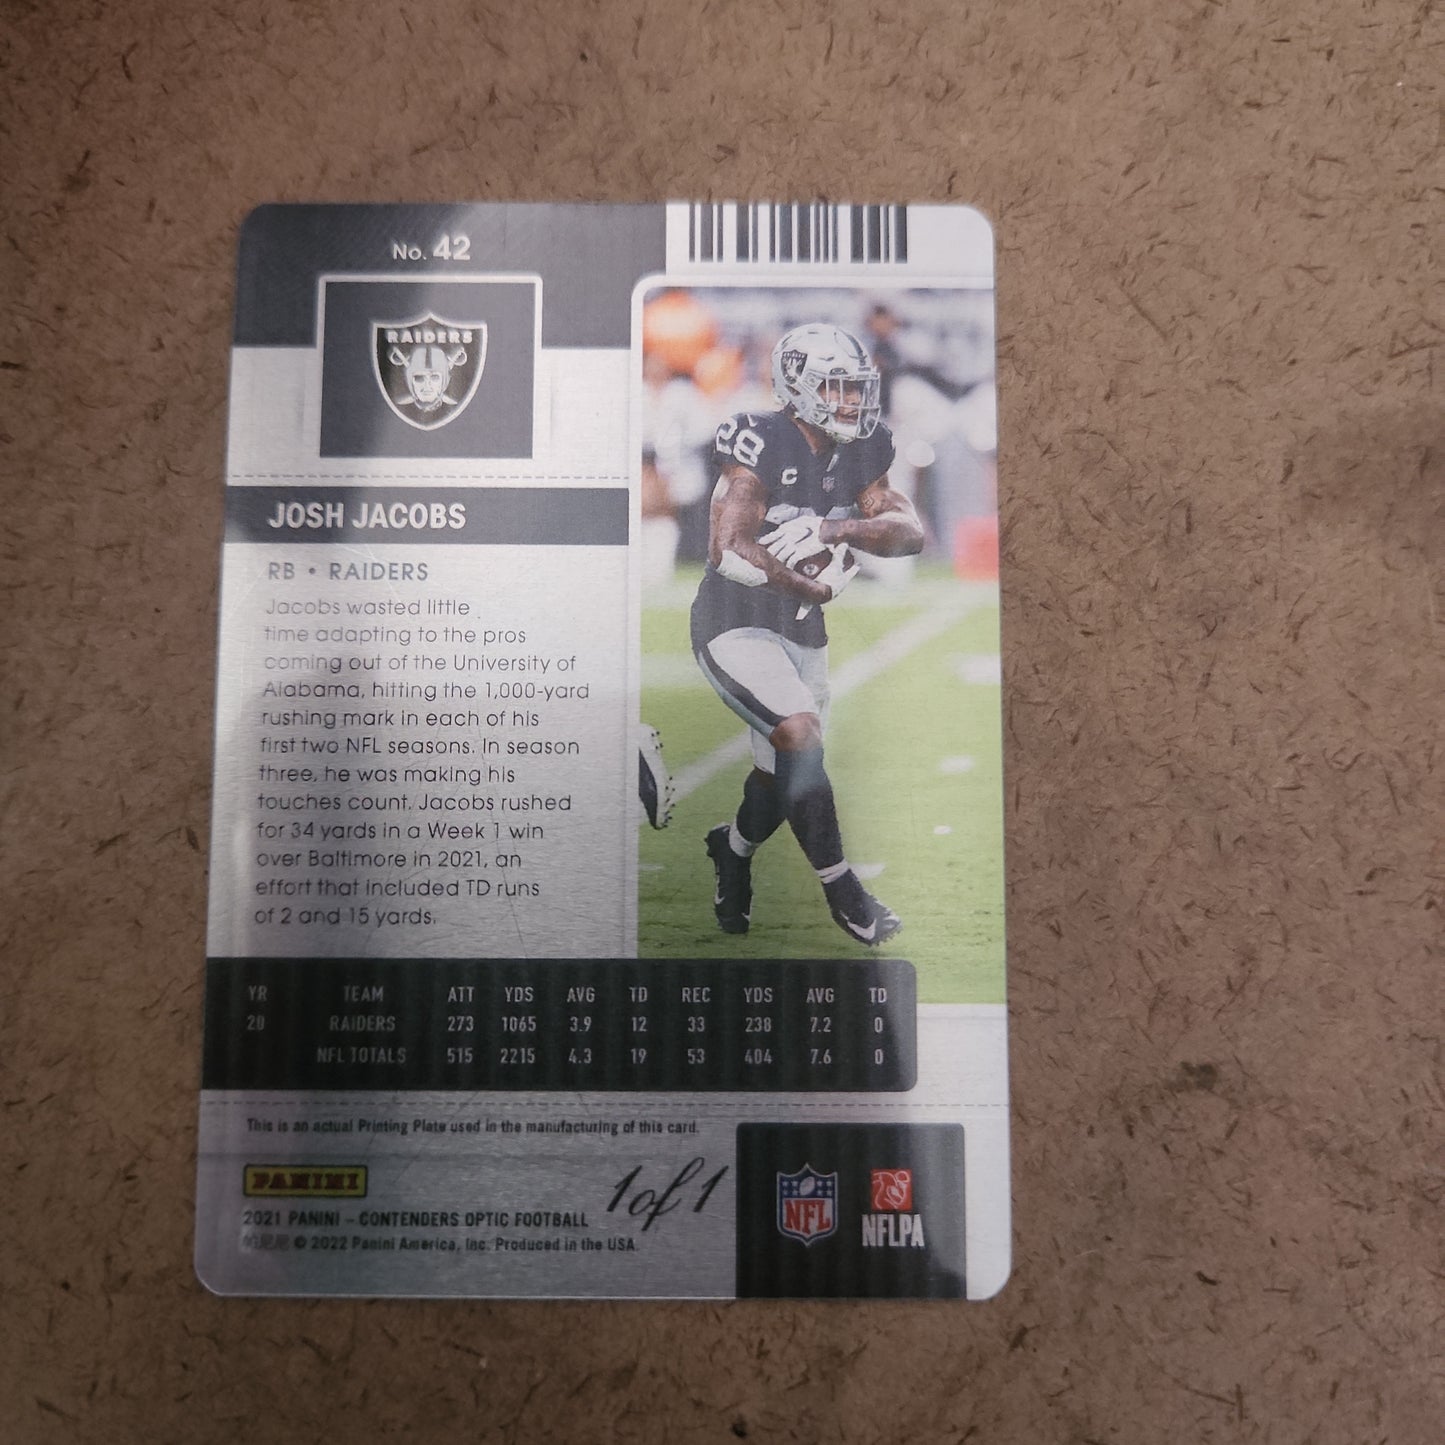 No. 42
RAIDERS
JOSH JACOBS
RB • RAIDERS
Jacobs wasted little
time adapting to the pros
coming out of the University of
Alabama, hitting the 1,000-yard
rushing mark in each of his
first two NFL seasons. In season
three, he was making his
touches count. Jacobs rushed
for 34 yards in a Week 1 win
over Baltimore in 2021, an
effort that included TD runs
of 2 and 15 yards.
28
C
YR TEAM ATT YDS AVG TD REC YDS AVG TD
20 RAIDERS 273 1065 3.9 12 33 238 7.2 0
NFL TOTALS 515 2215 4.3 19 53 404 7.6 0
This is an actual Printing Plate used in the manufacturing of this card.
PANINI
1 of 1
2021 PANINI – CONTENDERS OPTIC FOOTBALL
帕尼尼 © 2022 Panini America, Inc. Produced in the USA.
NFL
NFLPA